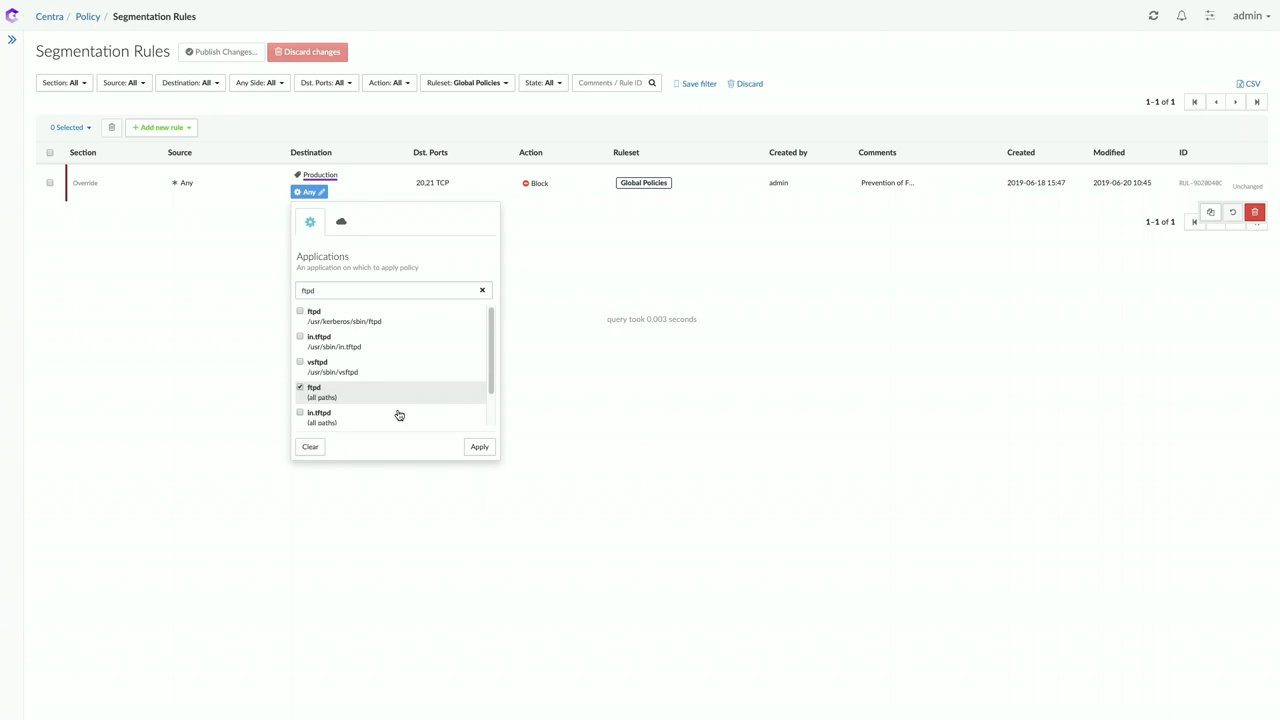 Centra / Policy / Segmentation Rules
admin
Segmentation Rules
Publish Changes...
Discard changes
Section: All
Source: All
Destination: All
Any Side: All
Dst. Ports: All
Action: All
Ruleset: Global Policies
State: All
Comments / Rule ID
Save filter
Discard
CSV
1–1 of 1
0 Selected
+ Add new rule
Section
Source
Destination
Dst. Ports
Action
Ruleset
Created by
Comments
Created
Modified
ID
Override
Any
Production
Any
20,21 TCP
Block
Global Policies
admin
Prevention of F...
2019-06-18 15:47
2019-06-20 10:45
Unchanged
1–1 of 1
Applications
An application on which to apply policy
ftpd
ftpd
/usr/kerberos/sbin/ftpd
in.tftpd
/usr/sbin/in.tftpd
vsftpd
/usr/sbin/vsftpd
ftpd
(all paths)
in.tftpd
(all paths)
Clear
Apply
query took 0.003 seconds